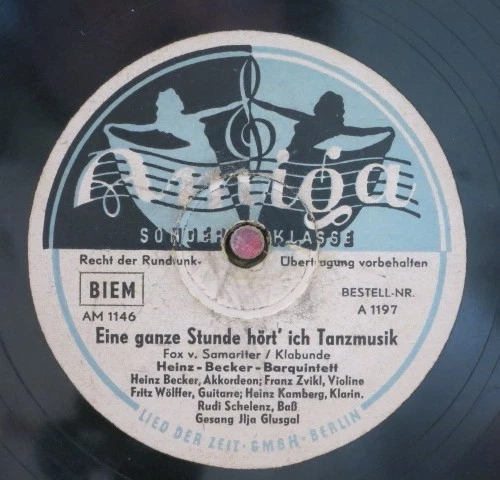 Amiga
SONDERKLASSE
Recht der Rundfunk- Übertragung vorbehalten
BIEM
BESTELL-NR.
AM 1146
A 1197
Eine ganze Stunde hört' ich Tanzmusik
Fox v. Samariter / Klabunde
Heinz-Becker-Barquintett
Heinz Becker, Akkordeon; Franz Zvikl, Violine
Fritz Wölffer, Guitarre; Heinz Kamberg, Klarin.
Rudi Schelenz, Baß
Gesang Jlja Glusgal
LIED DER ZEIT · GMBH · BERLIN